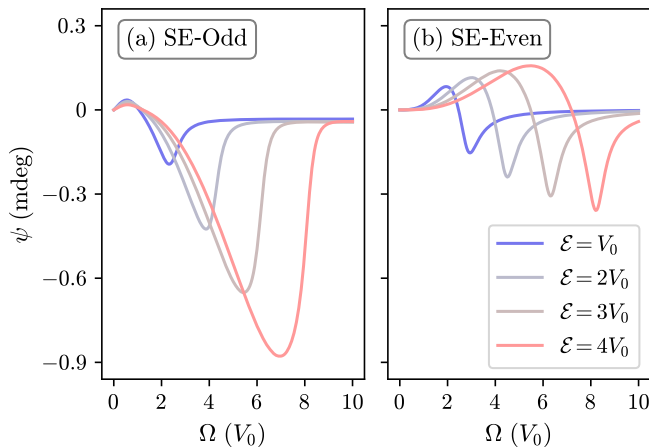 (a) SE-Odd
(b) SE-Even
0.3
0
−0.3
−0.6
−0.9
ψ (mdeg)
ℰ = V₀
ℰ = 2V₀
ℰ = 3V₀
ℰ = 4V₀
0 2 4 6 8 10
0 2 4 6 8 10
Ω (V₀)
Ω (V₀)